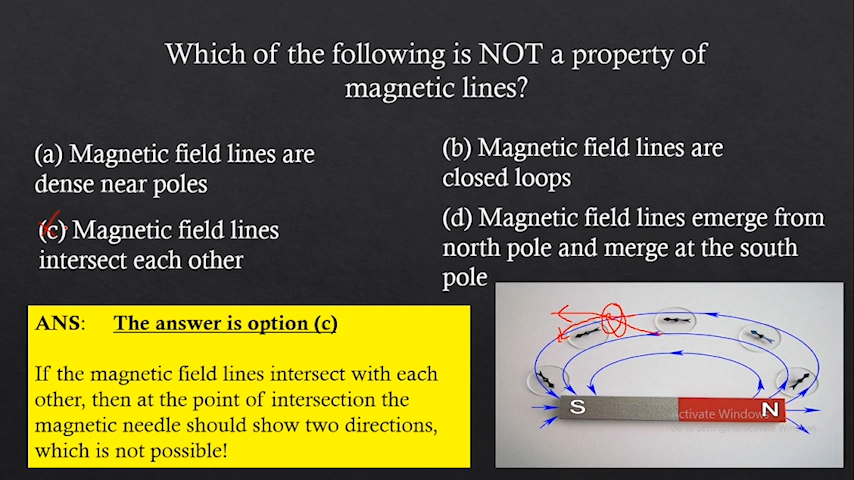 Which of the following is NOT a property of
magnetic lines?
(a) Magnetic field lines are
dense near poles
(b) Magnetic field lines are
closed loops
(c) Magnetic field lines
intersect each other
(d) Magnetic field lines emerge from
north pole and merge at the south
pole
ANS: The answer is option (c)
If the magnetic field lines intersect with each
other, then at the point of intersection the
magnetic needle should show two directions,
which is not possible!
S
N
Activate Windows